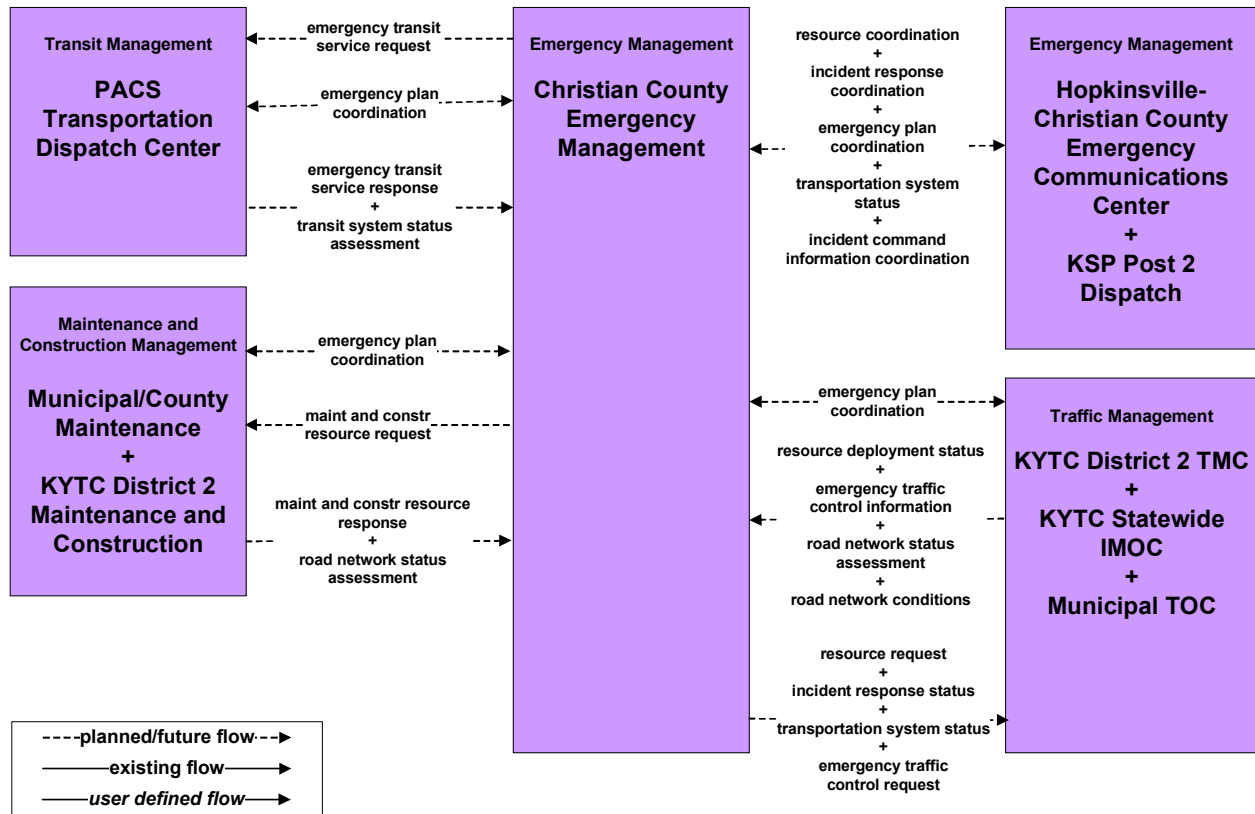 Transit Management
PACS
Transportation
Dispatch Center
emergency transit
service request
emergency plan
coordination
emergency transit
service response
+
transit system status
assessment
Maintenance and
Construction Management
Municipal/County
Maintenance
+
KYTC District 2
Maintenance and
Construction
emergency plan
coordination
maint and constr
resource request
maint and constr resource
response
+
road network status
assessment
Emergency Management
Christian County
Emergency
Management
resource coordination
+
incident response
coordination
+
emergency plan
coordination
+
transportation system
status
+
incident command
information coordination
Emergency Management
Hopkinsville-
Christian County
Emergency
Communications
Center
+
KSP Post 2
Dispatch
emergency plan
coordination
resource deployment status
+
emergency traffic
control information
+
road network status
assessment
+
road network conditions
resource request
+
incident response status
+
transportation system status
+
emergency traffic
control request
Traffic Management
KYTC District 2 TMC
+
KYTC Statewide
IMOC
+
Municipal TOC
planned/future flow
existing flow
user defined flow